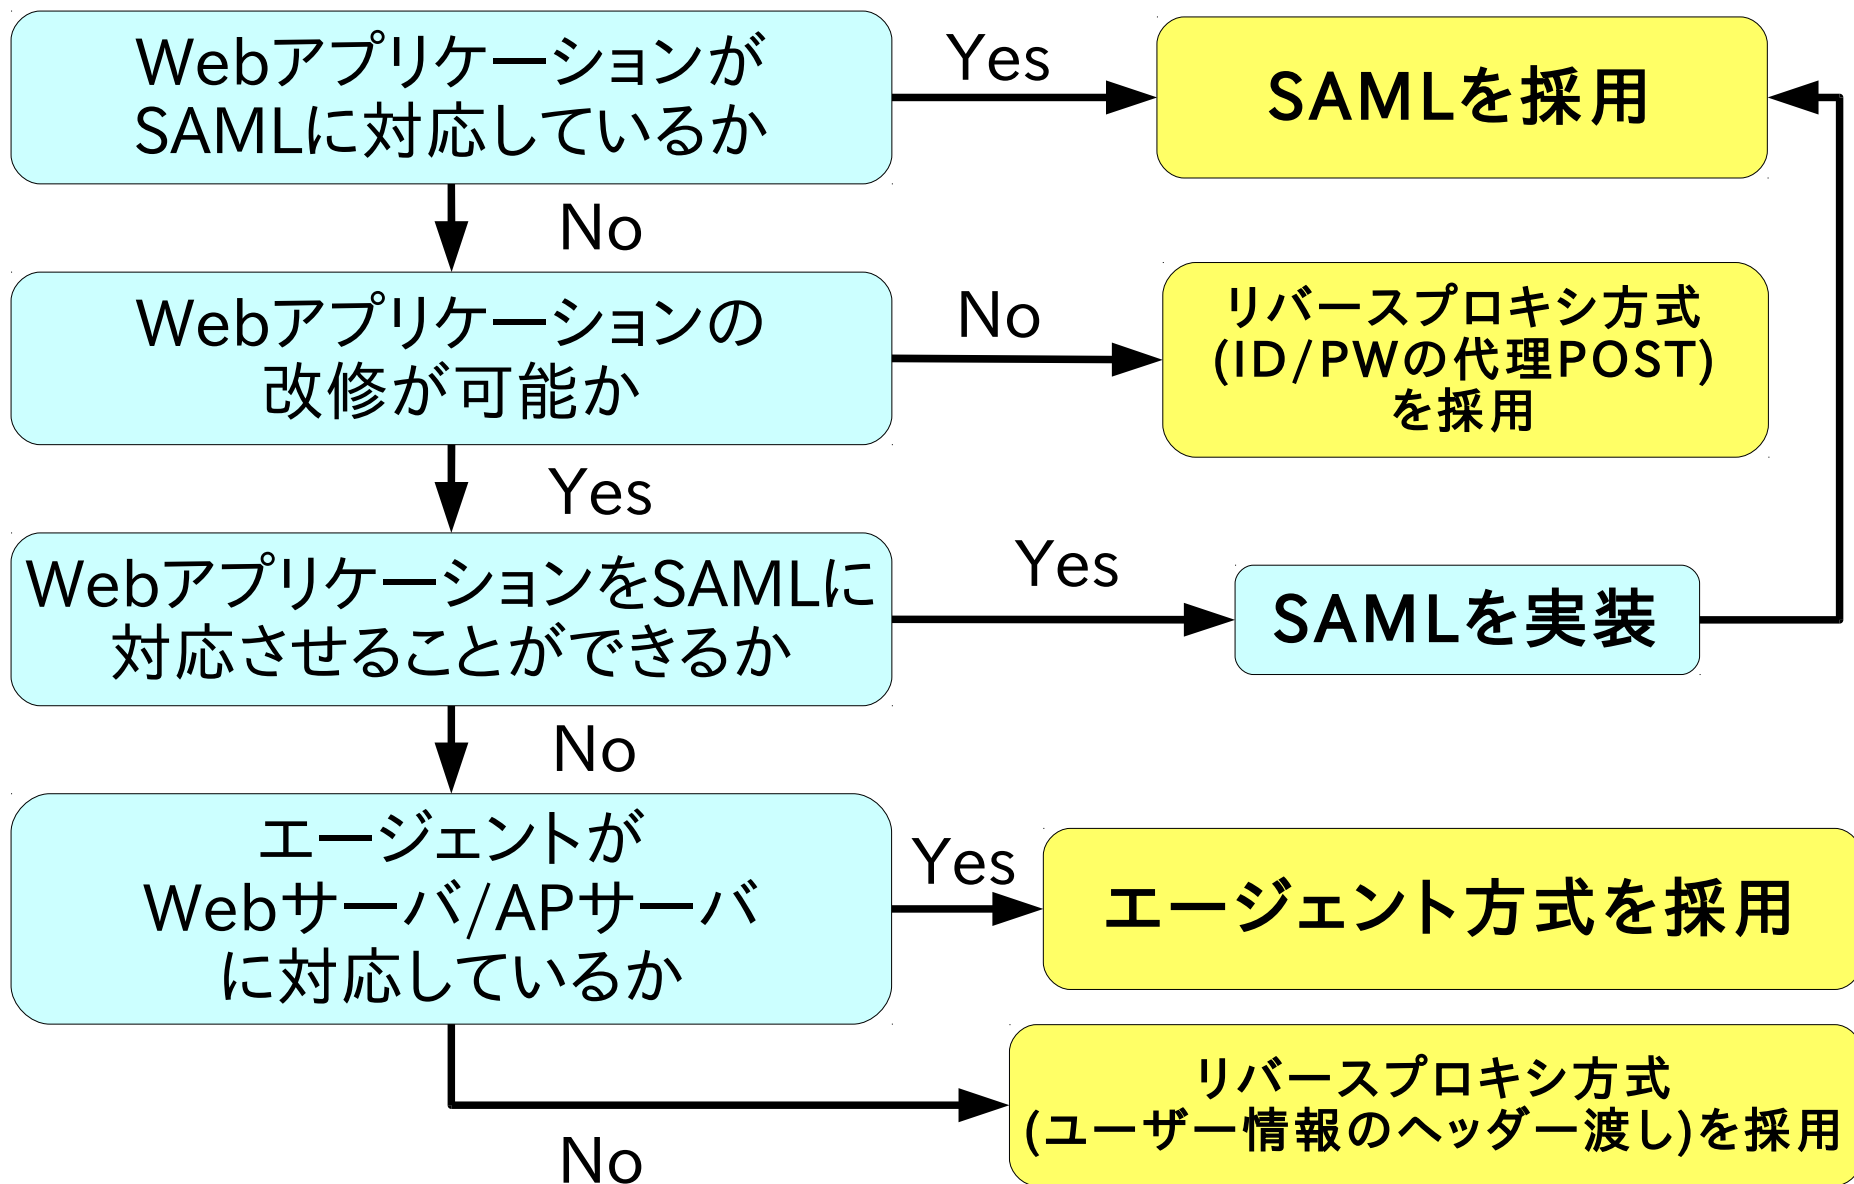 Webアプリケーションが
SAMLに対応しているか
Yes
SAMLを採用
No
Webアプリケーションの
改修が可能か
No
リバースプロキシ方式
(ID/PWの代理POST)
を採用
Yes
WebアプリケーションをSAMLに
対応させることができるか
Yes
SAMLを実装
No
エージェントが
Webサーバ/APサーバ
に対応しているか
Yes
エージェント方式を採用
No
リバースプロキシ方式
(ユーザー情報のヘッダー渡し)を採用